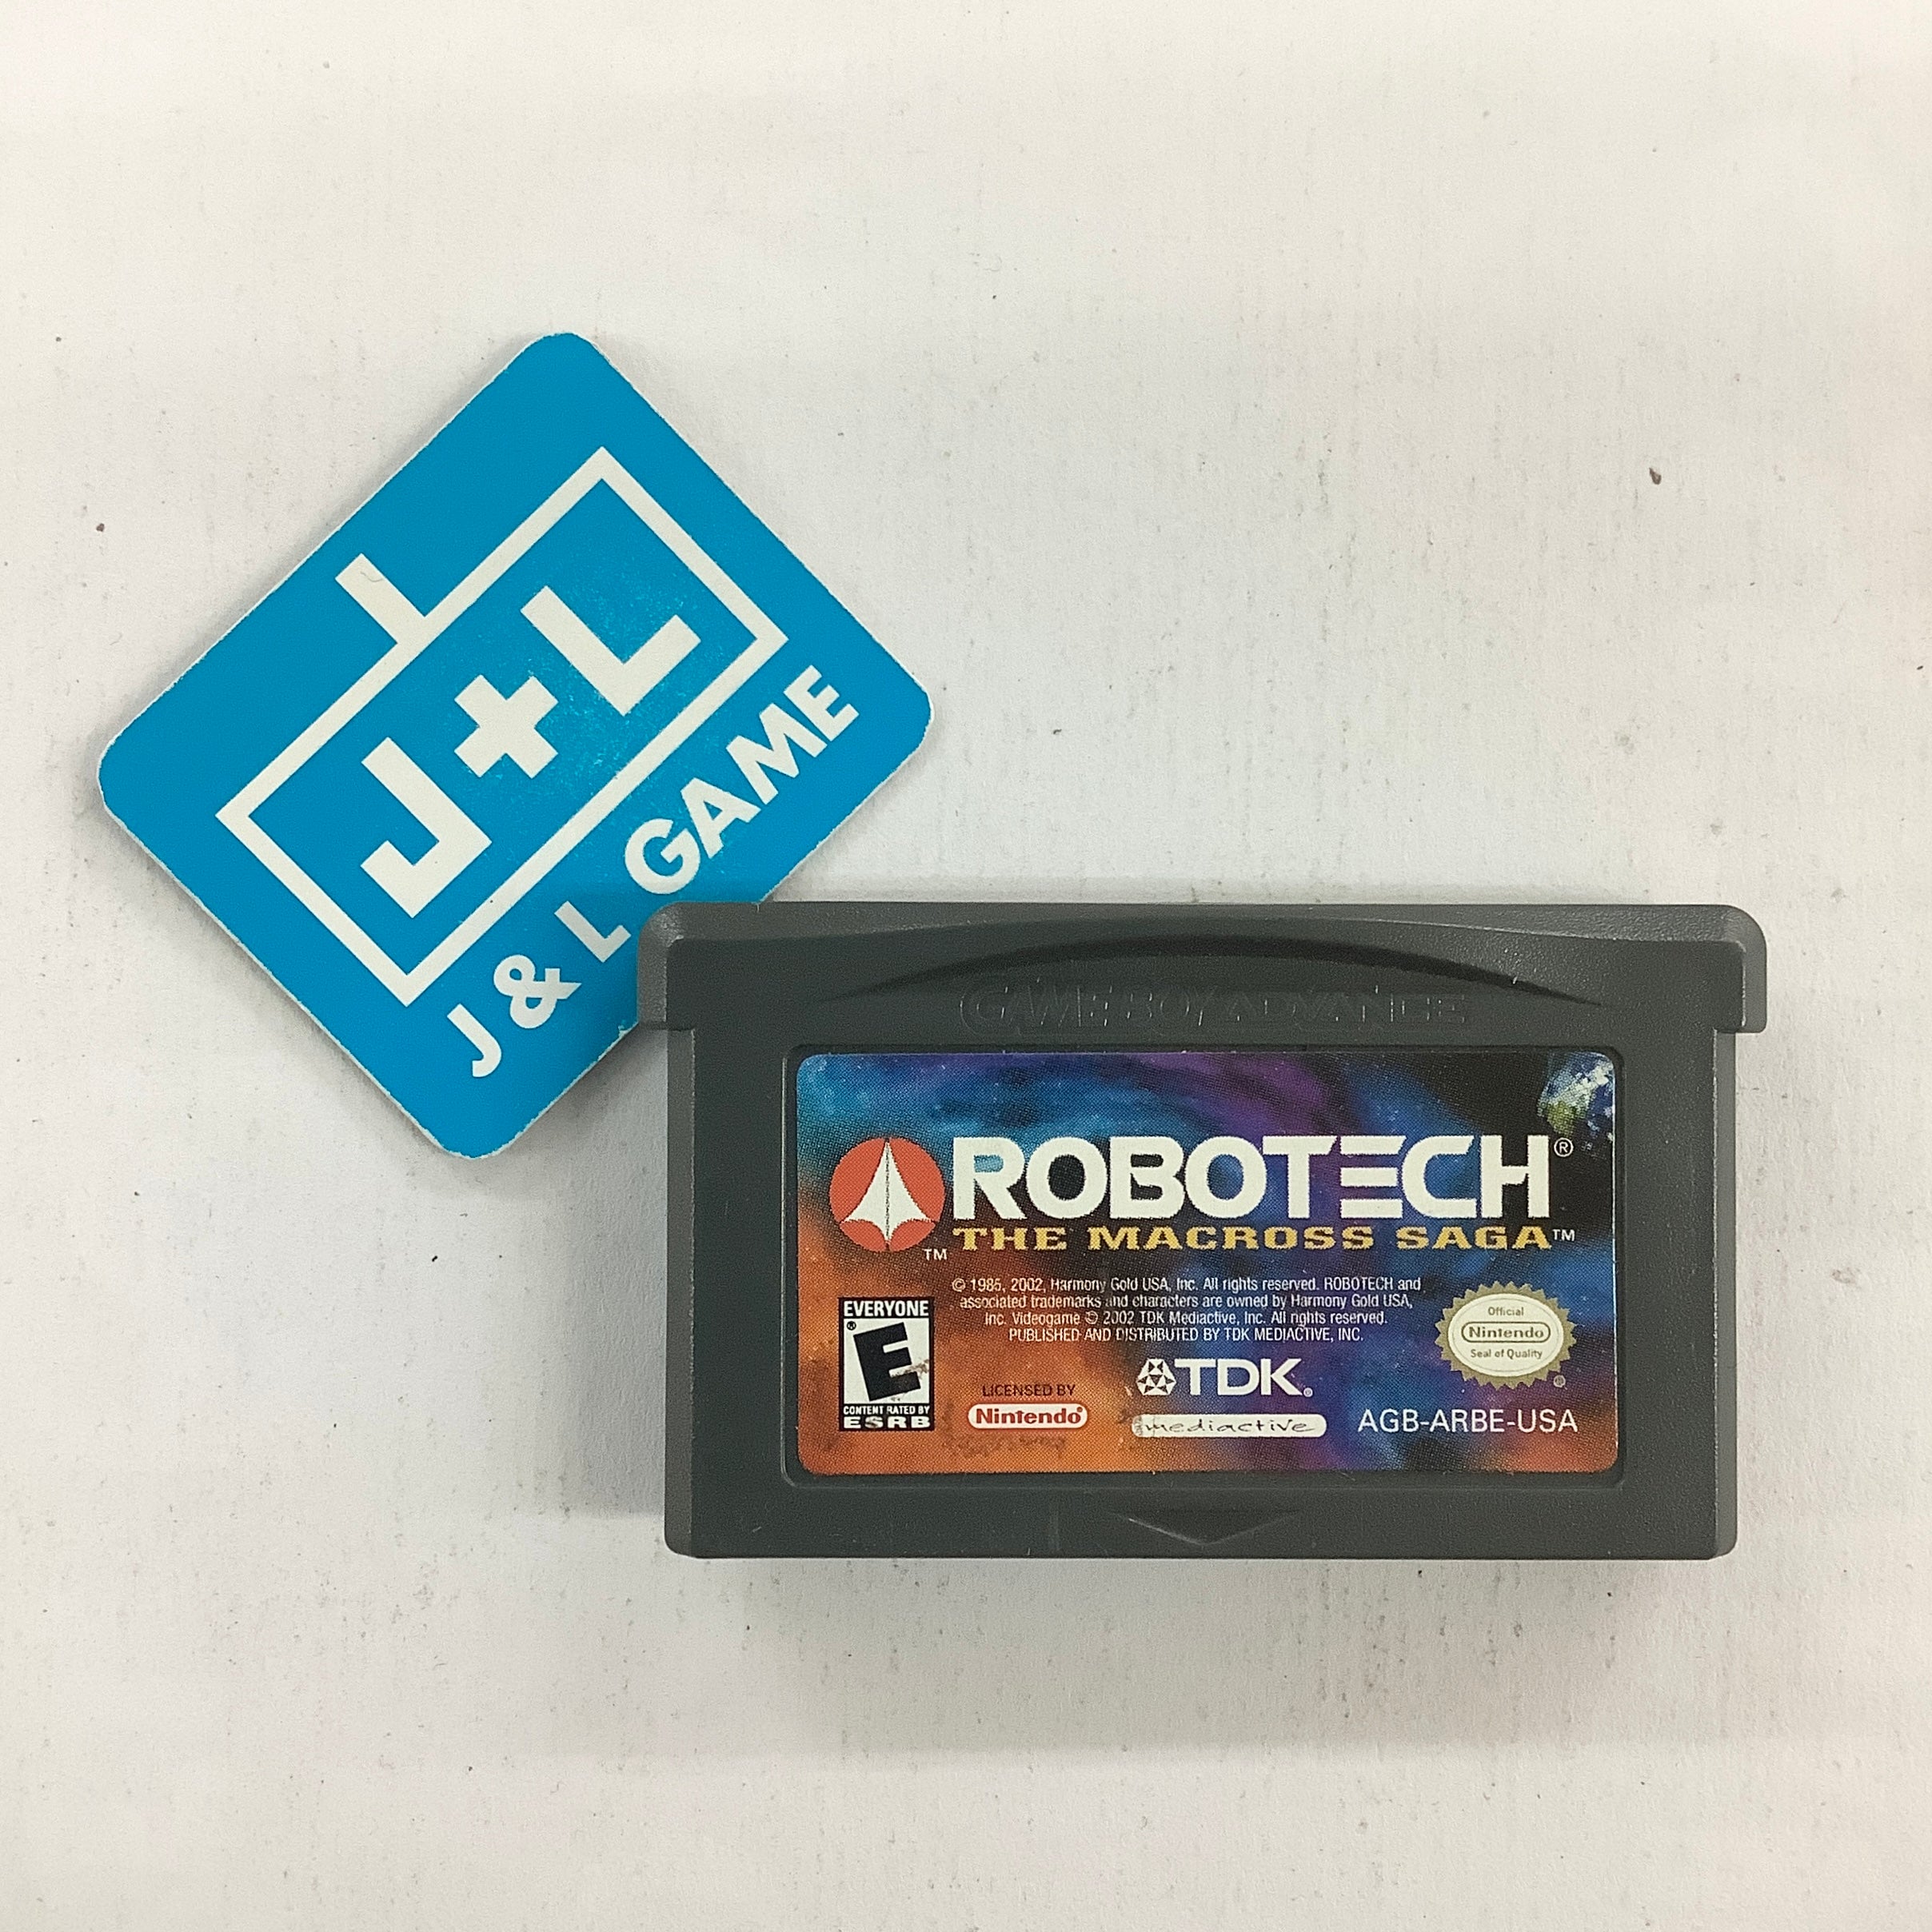 J+L
J & L GAME
GAME BOY ADVANCE
ROBOTECH®
™ THE MACROSS SAGA™
© 1985, 2002, Harmony Gold USA, Inc. All rights reserved. ROBOTECH and
associated trademarks and characters are owned by Harmony Gold USA,
Inc. Videogame © 2002 TDK Mediactive, Inc. All rights reserved.
PUBLISHED AND DISTRIBUTED BY TDK MEDIACTIVE, INC.
EVERYONE
E
CONTENT RATED BY
ESRB
LICENSED BY
Nintendo®
TDK®
mediactive
Official
Nintendo
Seal of Quality
®
AGB-ARBE-USA